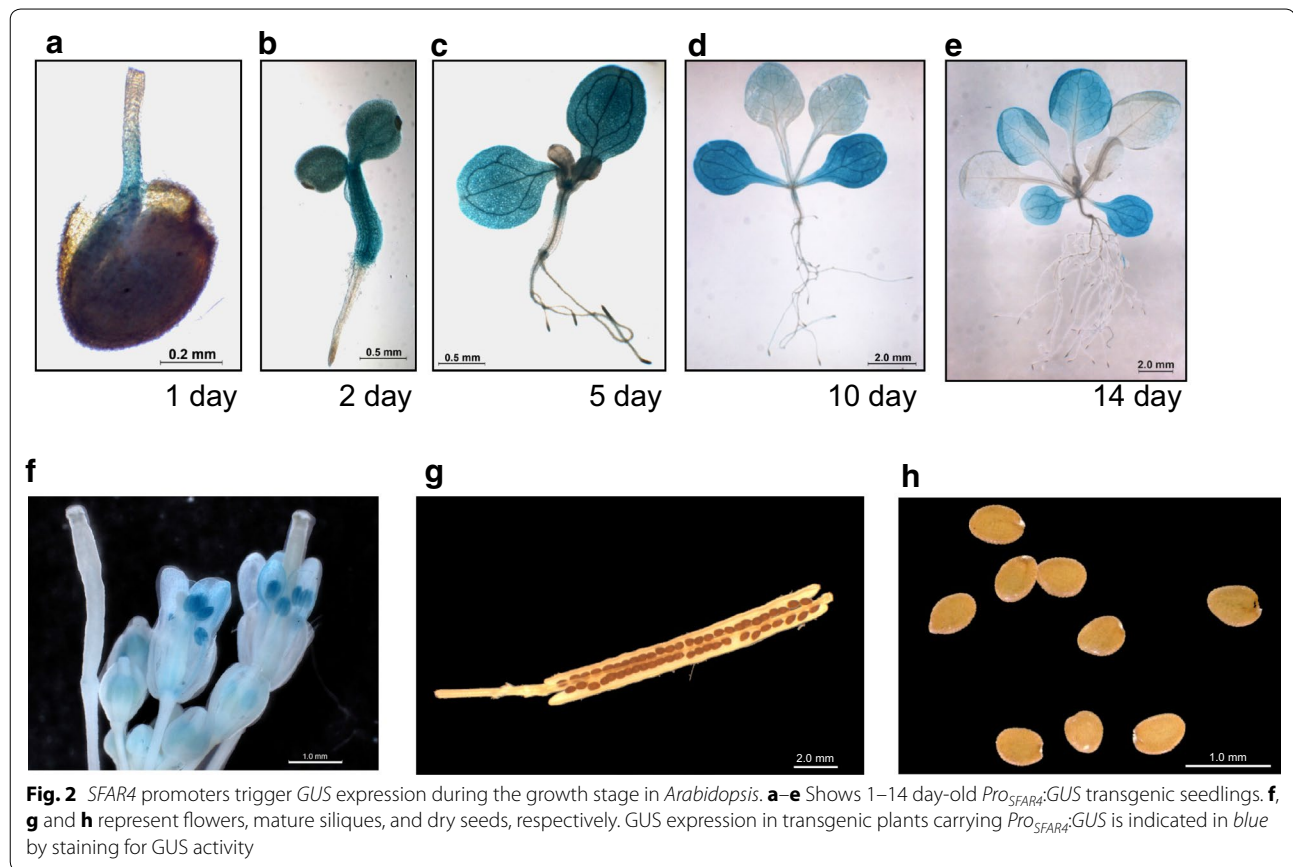 a
b
c
d
e
0.2 mm
0.5 mm
0.5 mm
2.0 mm
2.0 mm
1 day
2 day
5 day
10 day
14 day
f
g
h
1.0 mm
2.0 mm
1.0 mm
Fig. 2 SFAR4 promoters trigger GUS expression during the growth stage in Arabidopsis. a–e Shows 1–14 day-old ProSFAR4:GUS transgenic seedlings. f,
g and h represent flowers, mature siliques, and dry seeds, respectively. GUS expression in transgenic plants carrying ProSFAR4:GUS is indicated in blue
by staining for GUS activity